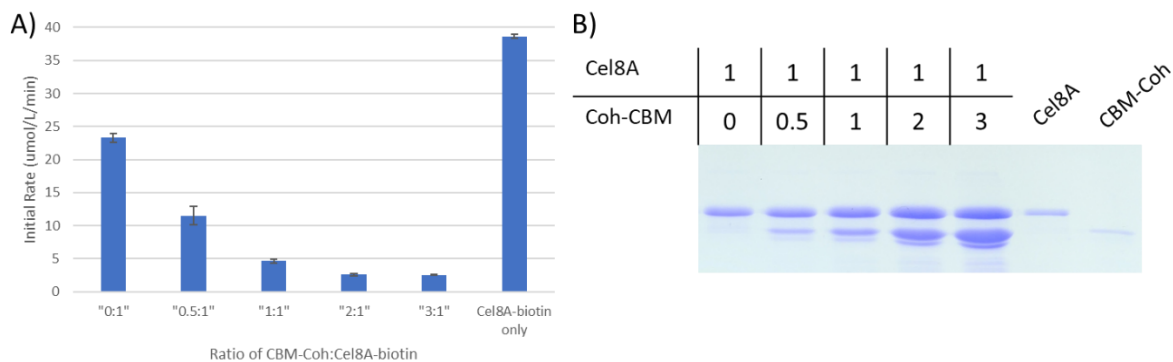 A)
Initial Rate (umol/L/min)
40
35
30
25
20
15
10
5
0
"0:1" "0.5:1" "1:1" "2:1" "3:1" Cel8A-biotin
only
Ratio of CBM-Coh:Cel8A-biotin
B)
Cel8A 1 1 1 1 1
Coh-CBM 0 0.5 1 2 3
Cel8A
CBM-Coh